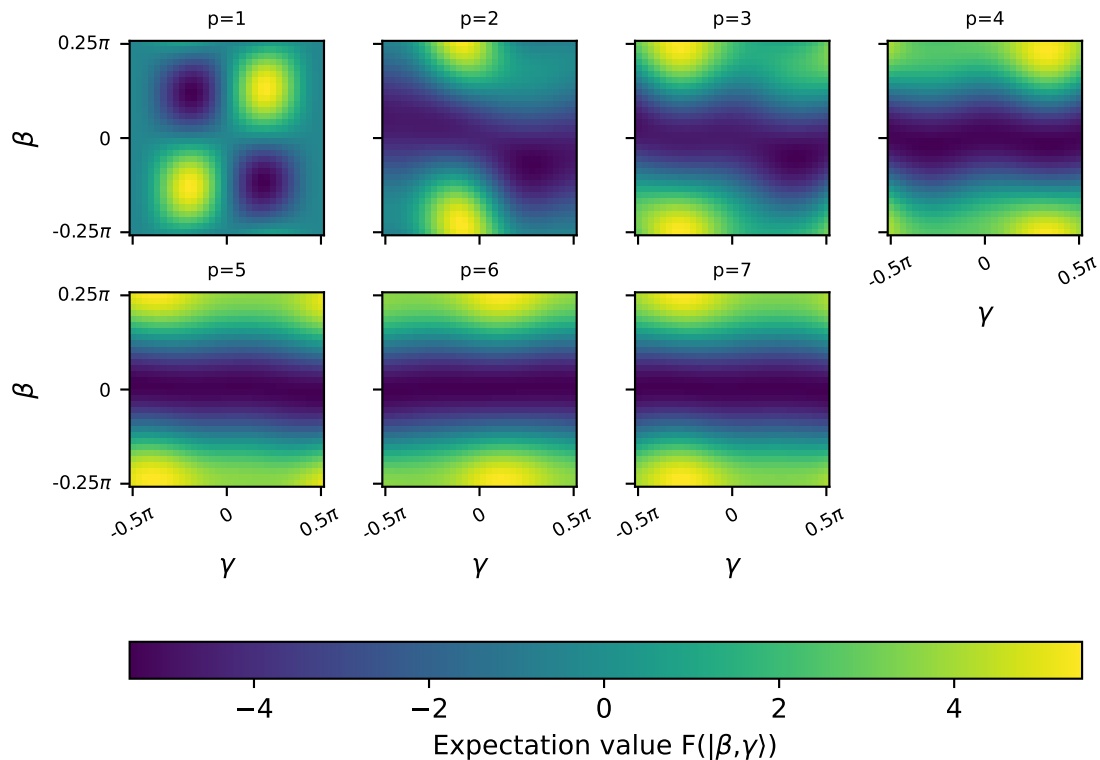 p=1
p=2
p=3
p=4
0.25π
β
0
-0.25π
-0.5π
0
0.5π
γ
p=5
p=6
p=7
0.25π
β
0
-0.25π
-0.5π
0
0.5π
-0.5π
0
0.5π
-0.5π
0
0.5π
γ
γ
γ
−4
−2
0
2
4
Expectation value F(|β,γ⟩)